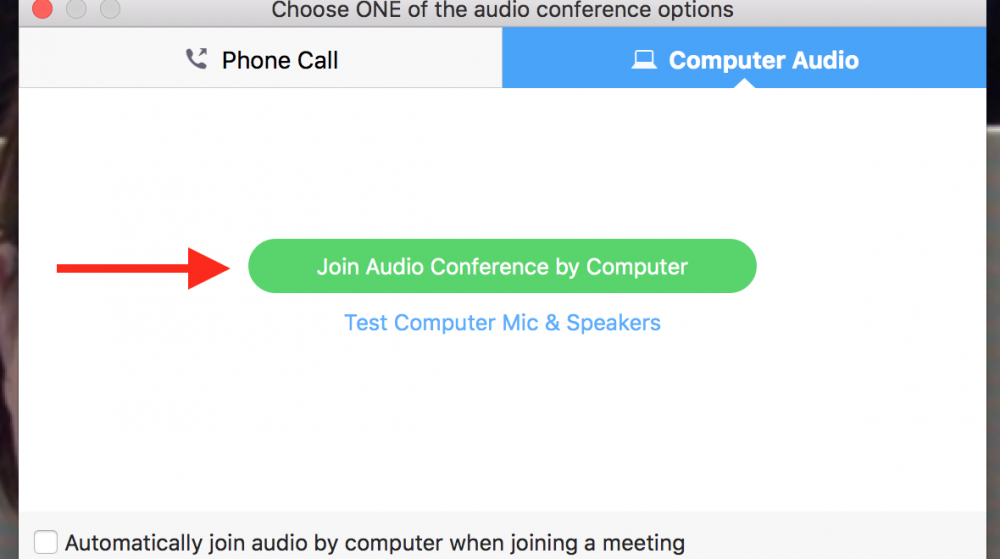 Choose ONE of the audio conference options
Phone Call
Computer Audio
Join Audio Conference by Computer
Test Computer Mic & Speakers
Automatically join audio by computer when joining a meeting